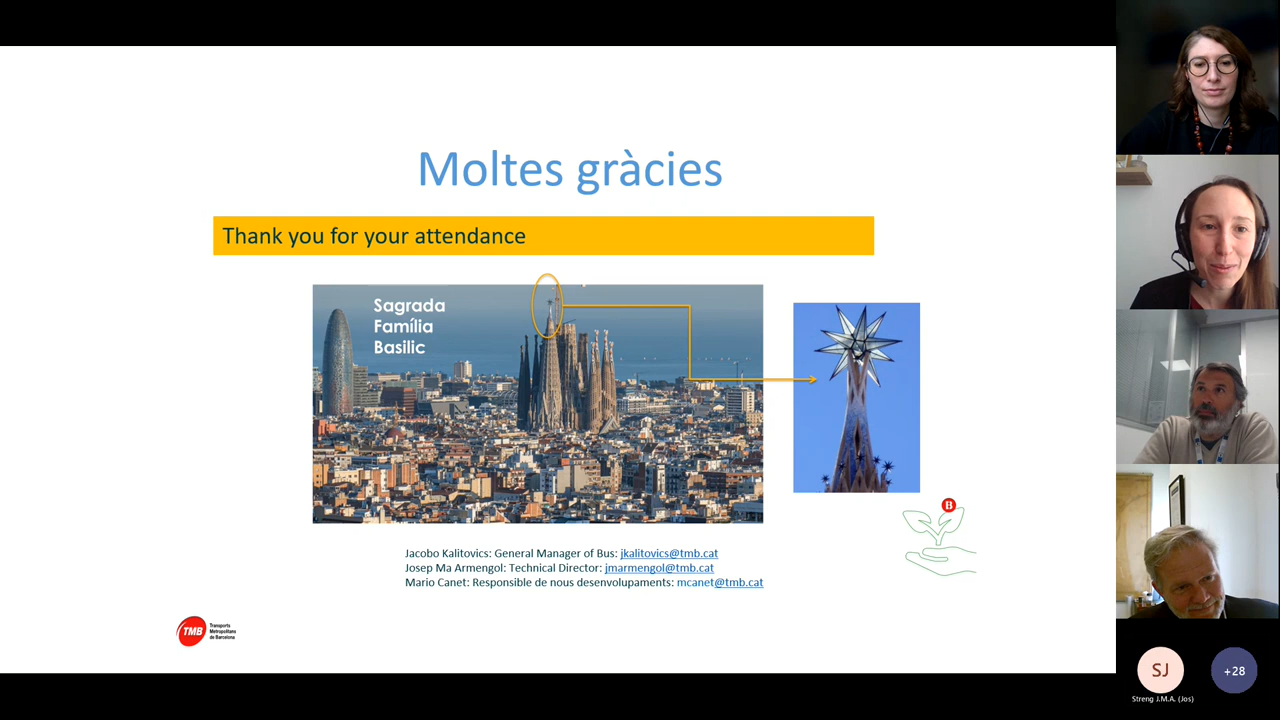 Moltes gràcies
Thank you for your attendance
Sagrada
Família
Basilic
Jacobo Kalitovics: General Manager of Bus: jkalitovics@tmb.cat
Josep Ma Armengol: Technical Director: jmarmengol@tmb.cat
Mario Canet: Responsible de nous desenvolupaments: mcanet@tmb.cat
B
TMB
Transports
Metropolitans
de Barcelona
SJ
+28
Streng J.M.A. (Jos)